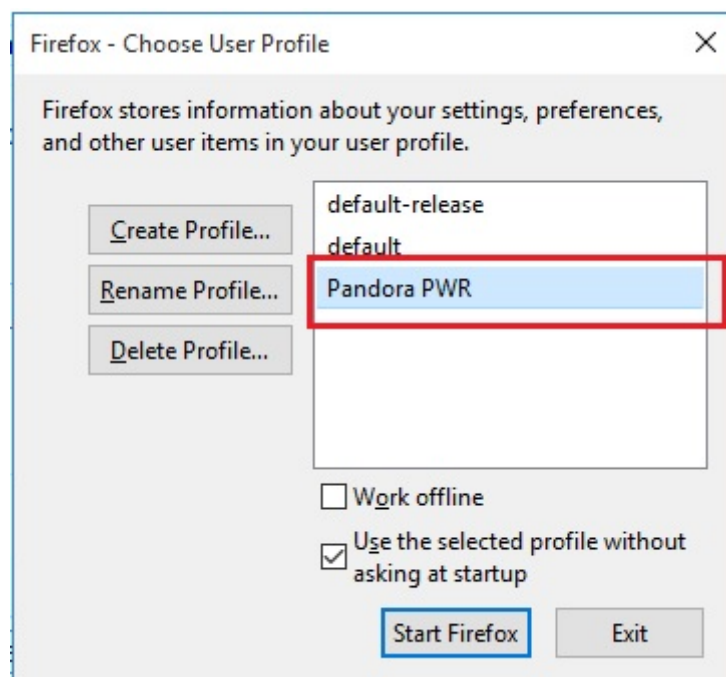 Firefox - Choose User Profile
Firefox stores information about your settings, preferences,
and other user items in your user profile.
Create Profile...
Rename Profile...
Delete Profile...
default-release
default
Pandora PWR
Work offline
Use the selected profile without
asking at startup
Start Firefox
Exit